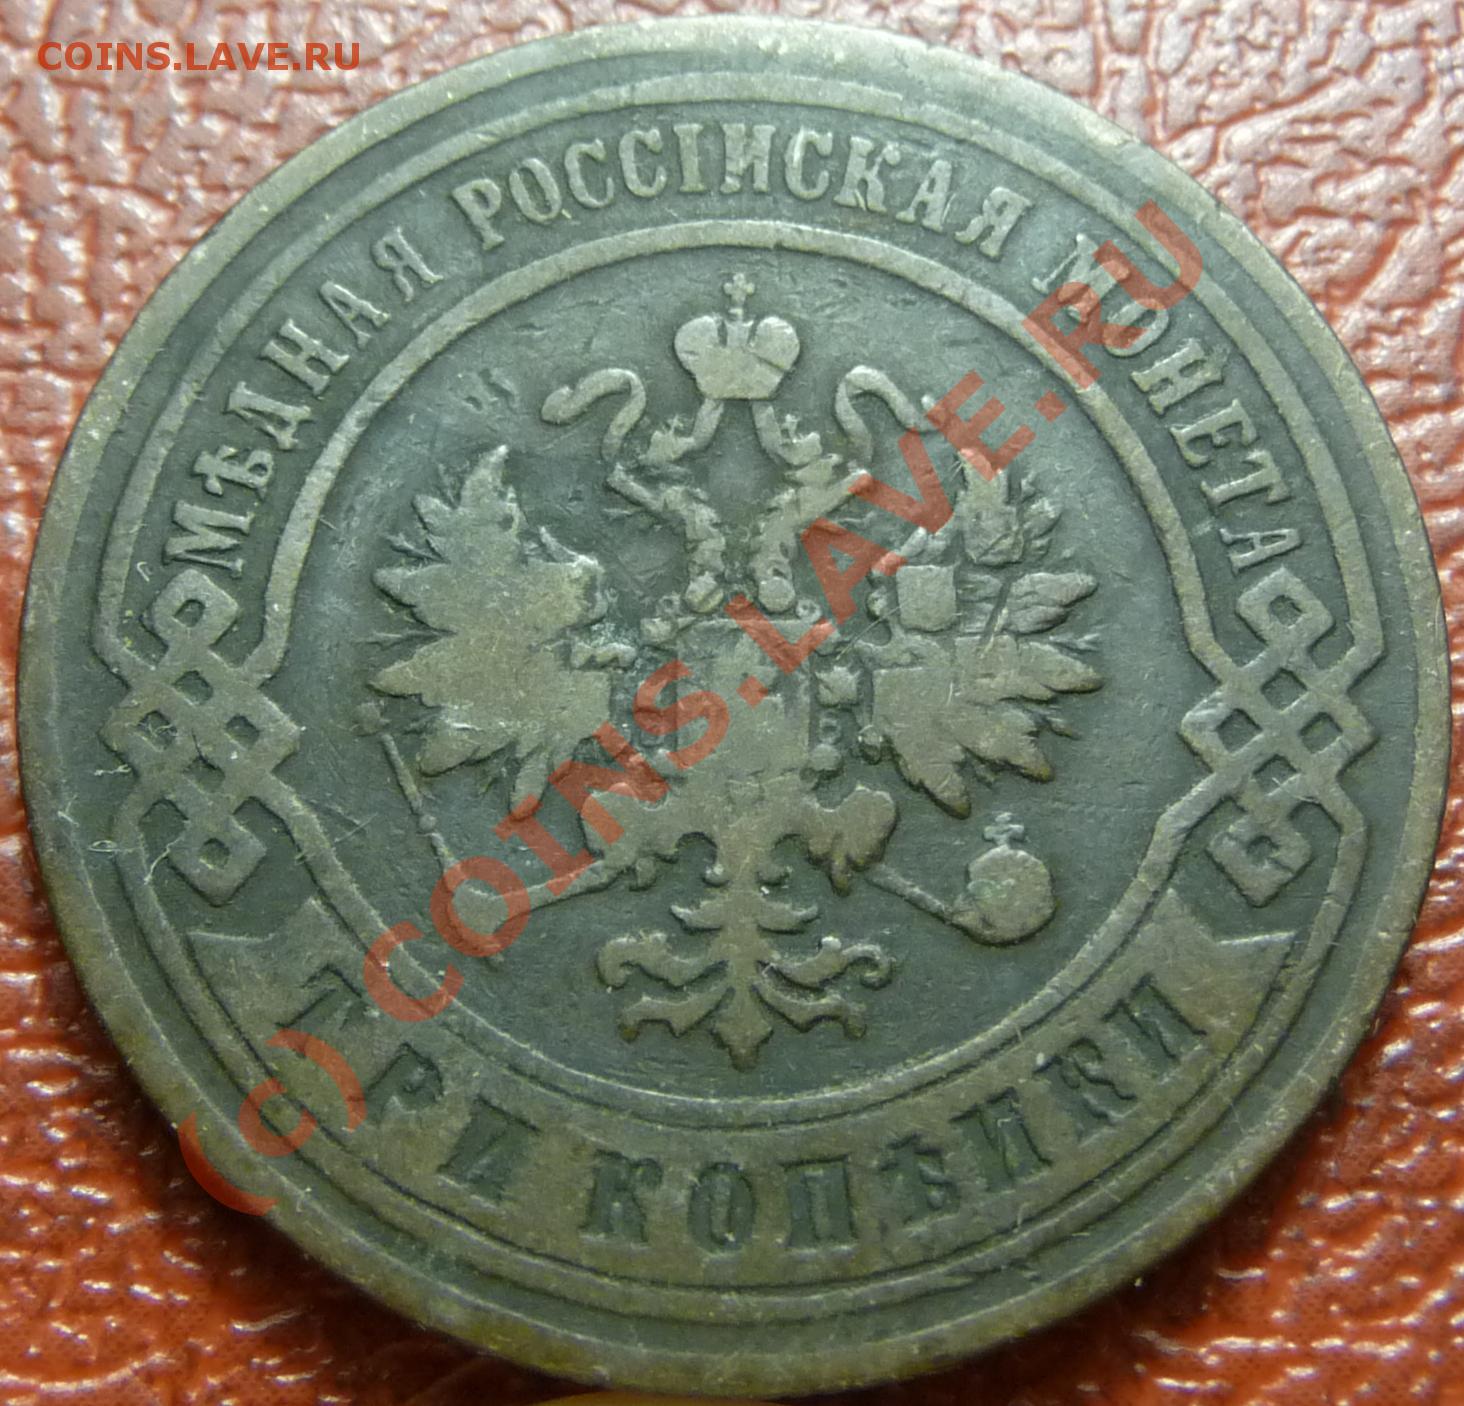 COINS.LAVE.RU
МѢДНАЯ РОССІЙСКАЯ МОНЕТА
ТРИ КОПѢЙКИ
(c) COINS.LAVE.RU